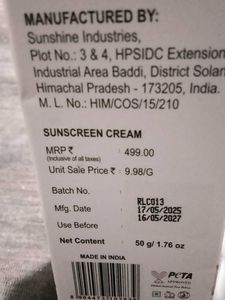 MANUFACTURED BY:
Sunshine Industries,
Plot No.: 3 & 4, HPSIDC Extension
Industrial Area Baddi, District Solan
Himachal Pradesh - 173205, India.
M. L. No.: HIM/COS/15/210
SUNSCREEN CREAM
MRP ₹ : 499.00
(Inclusive of all taxes)
Unit Sale Price ₹ : 9.98/G
Batch No. RLC013
Mfg. Date 17/05/2025
Use Before 16/05/2027
Net Content: 50 g/ 1.76 oz
MADE IN INDIA
PETA
APPROVED